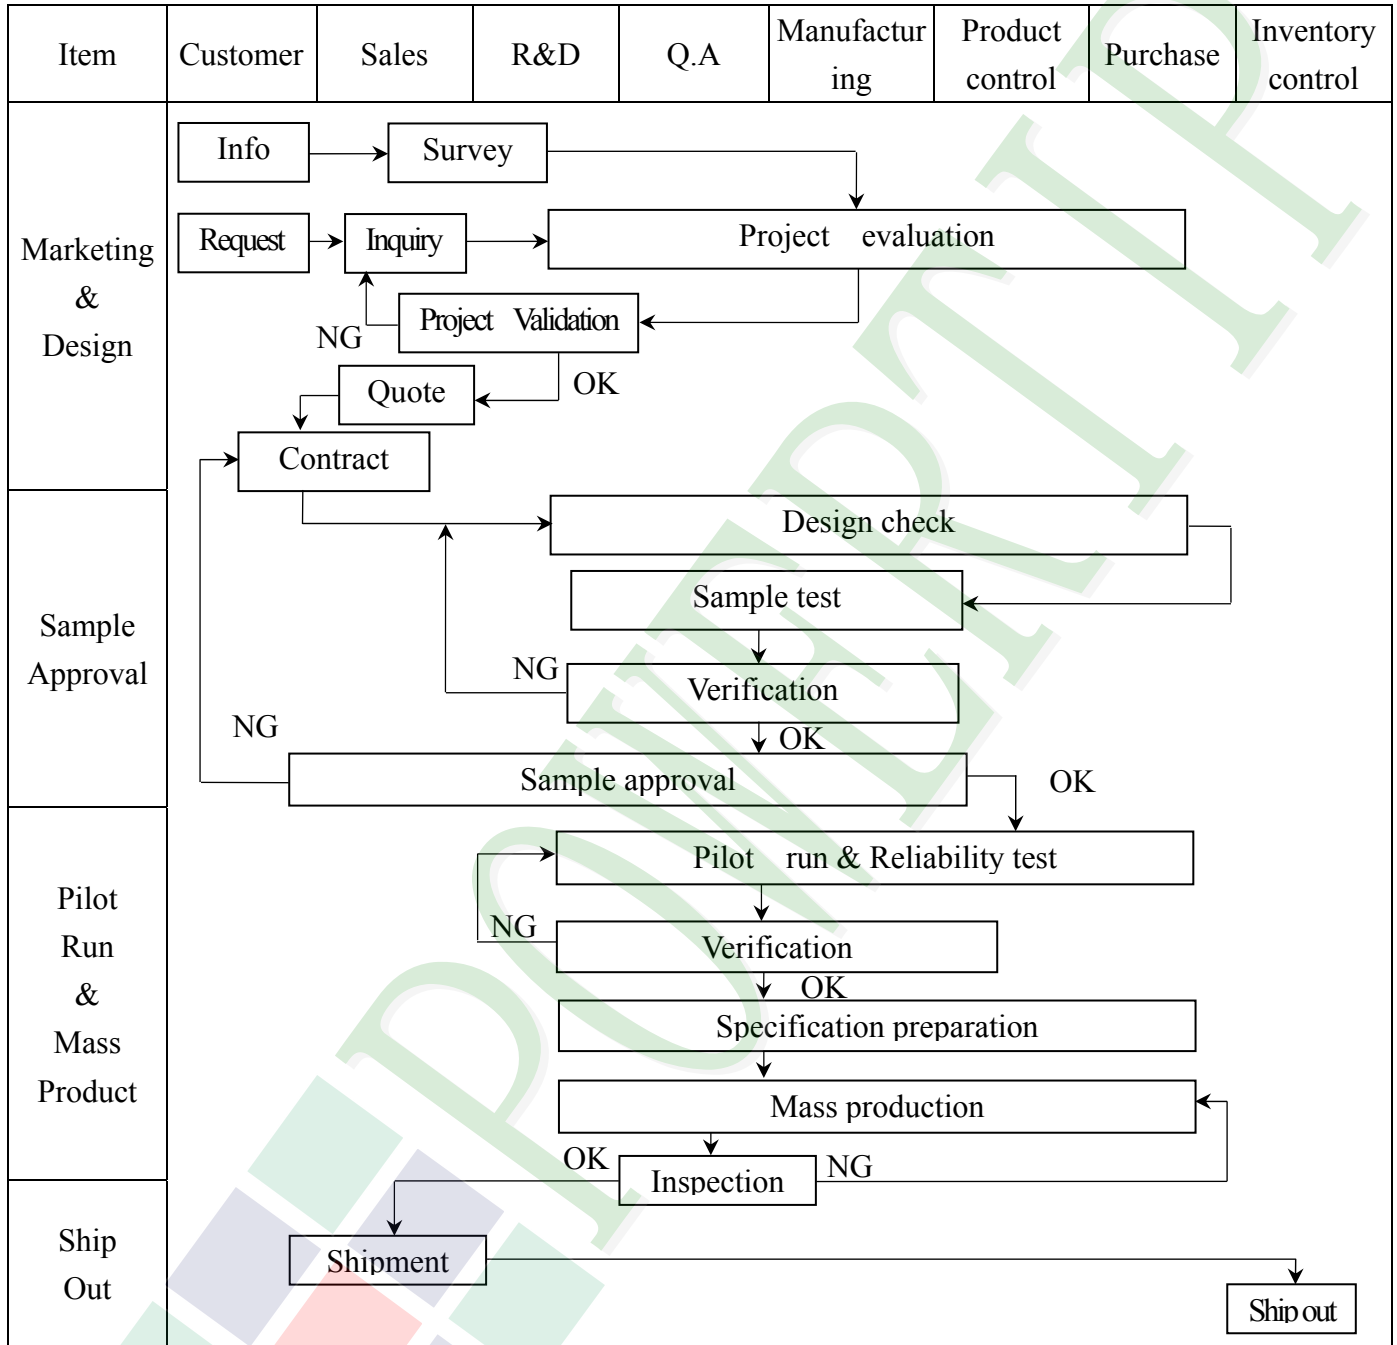 Item Customer Sales R&D Q.A Manufactur Product Purchase Inventory
ing control control
Info Survey
Request Inquiry Project evaluation
Marketing
&
Design
Project Validation
NG
Quote OK
Contract
Design check
Sample test
Sample
Approval
NG
Verification
NG
OK
Sample approval OK
Pilot run & Reliability test
Pilot
Run
&
Mass
Product
NG
Verification
OK
Specification preparation
Mass production
OK Inspection NG
Ship
Out
Shipment
Ship out
POWERTIP